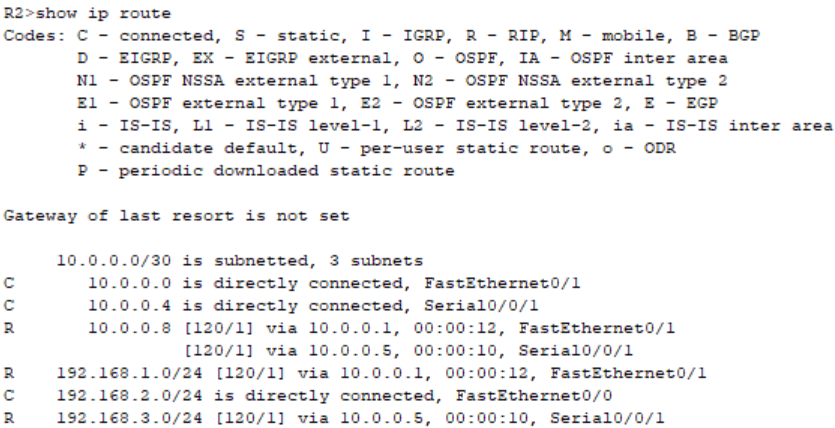 R2>show ip route
Codes: C - connected, S - static, I - IGRP, R - RIP, M - mobile, B - BGP
       D - EIGRP, EX - EIGRP external, O - OSPF, IA - OSPF inter area
       N1 - OSPF NSSA external type 1, N2 - OSPF NSSA external type 2
       E1 - OSPF external type 1, E2 - OSPF external type 2, E - EGP
       i - IS-IS, L1 - IS-IS level-1, L2 - IS-IS level-2, ia - IS-IS inter area
       * - candidate default, U - per-user static route, o - ODR
       P - periodic downloaded static route

Gateway of last resort is not set

     10.0.0.0/30 is subnetted, 3 subnets
C       10.0.0.0 is directly connected, FastEthernet0/1
C       10.0.0.4 is directly connected, Serial0/0/1
R       10.0.0.8 [120/1] via 10.0.0.1, 00:00:12, FastEthernet0/1
                 [120/1] via 10.0.0.5, 00:00:10, Serial0/0/1
R    192.168.1.0/24 [120/1] via 10.0.0.1, 00:00:12, FastEthernet0/1
C    192.168.2.0/24 is directly connected, FastEthernet0/0
R    192.168.3.0/24 [120/1] via 10.0.0.5, 00:00:10, Serial0/0/1